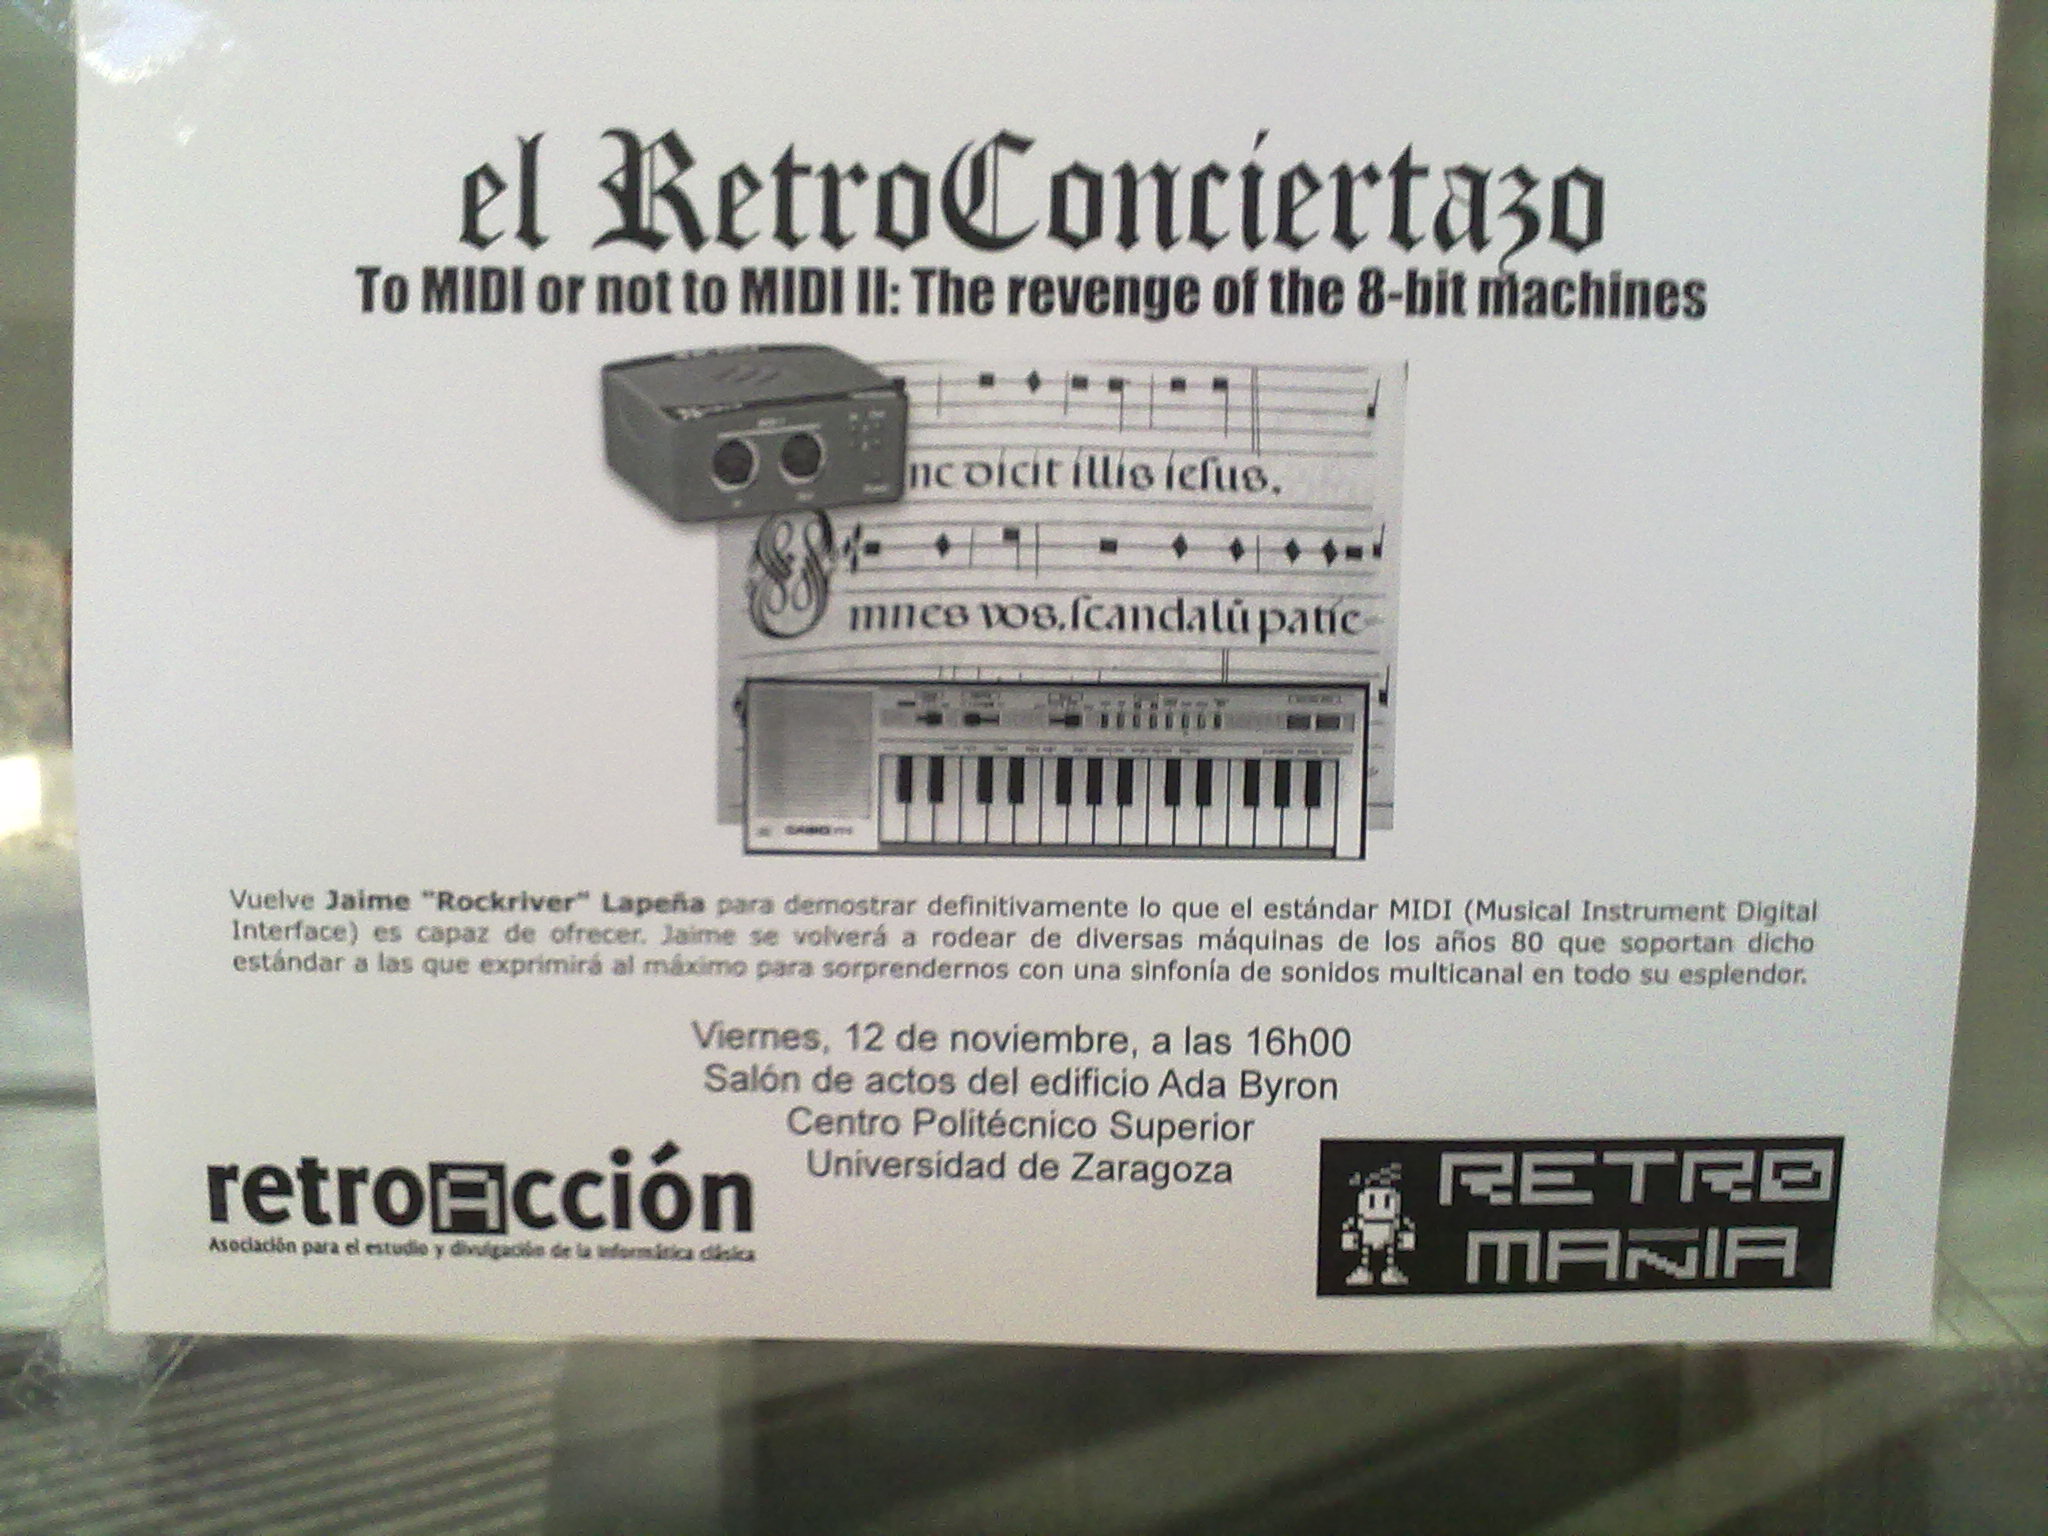 el RetroConciertazo
To MIDI or not to MIDI II: The revenge of the 8-bit machines
nc dicit illis iesus.
mnes vos. scandalū patic-
CASIO
Vuelve Jaime "Rockriver" Lapeña para demostrar definitivamente lo que el estándar MIDI (Musical Instrument Digital
Interface) es capaz de ofrecer. Jaime se volverá a rodear de diversas máquinas de los años 80 que soportan dicho
estándar a las que exprimirá al máximo para sorprendernos con una sinfonía de sonidos multicanal en todo su esplendor.
Viernes, 12 de noviembre, a las 16h00
Salón de actos del edificio Ada Byron
Centro Politécnico Superior
Universidad de Zaragoza
retroAcción
Asociación para el estudio y divulgación de la informática clásica
RETRO
MAÑIA